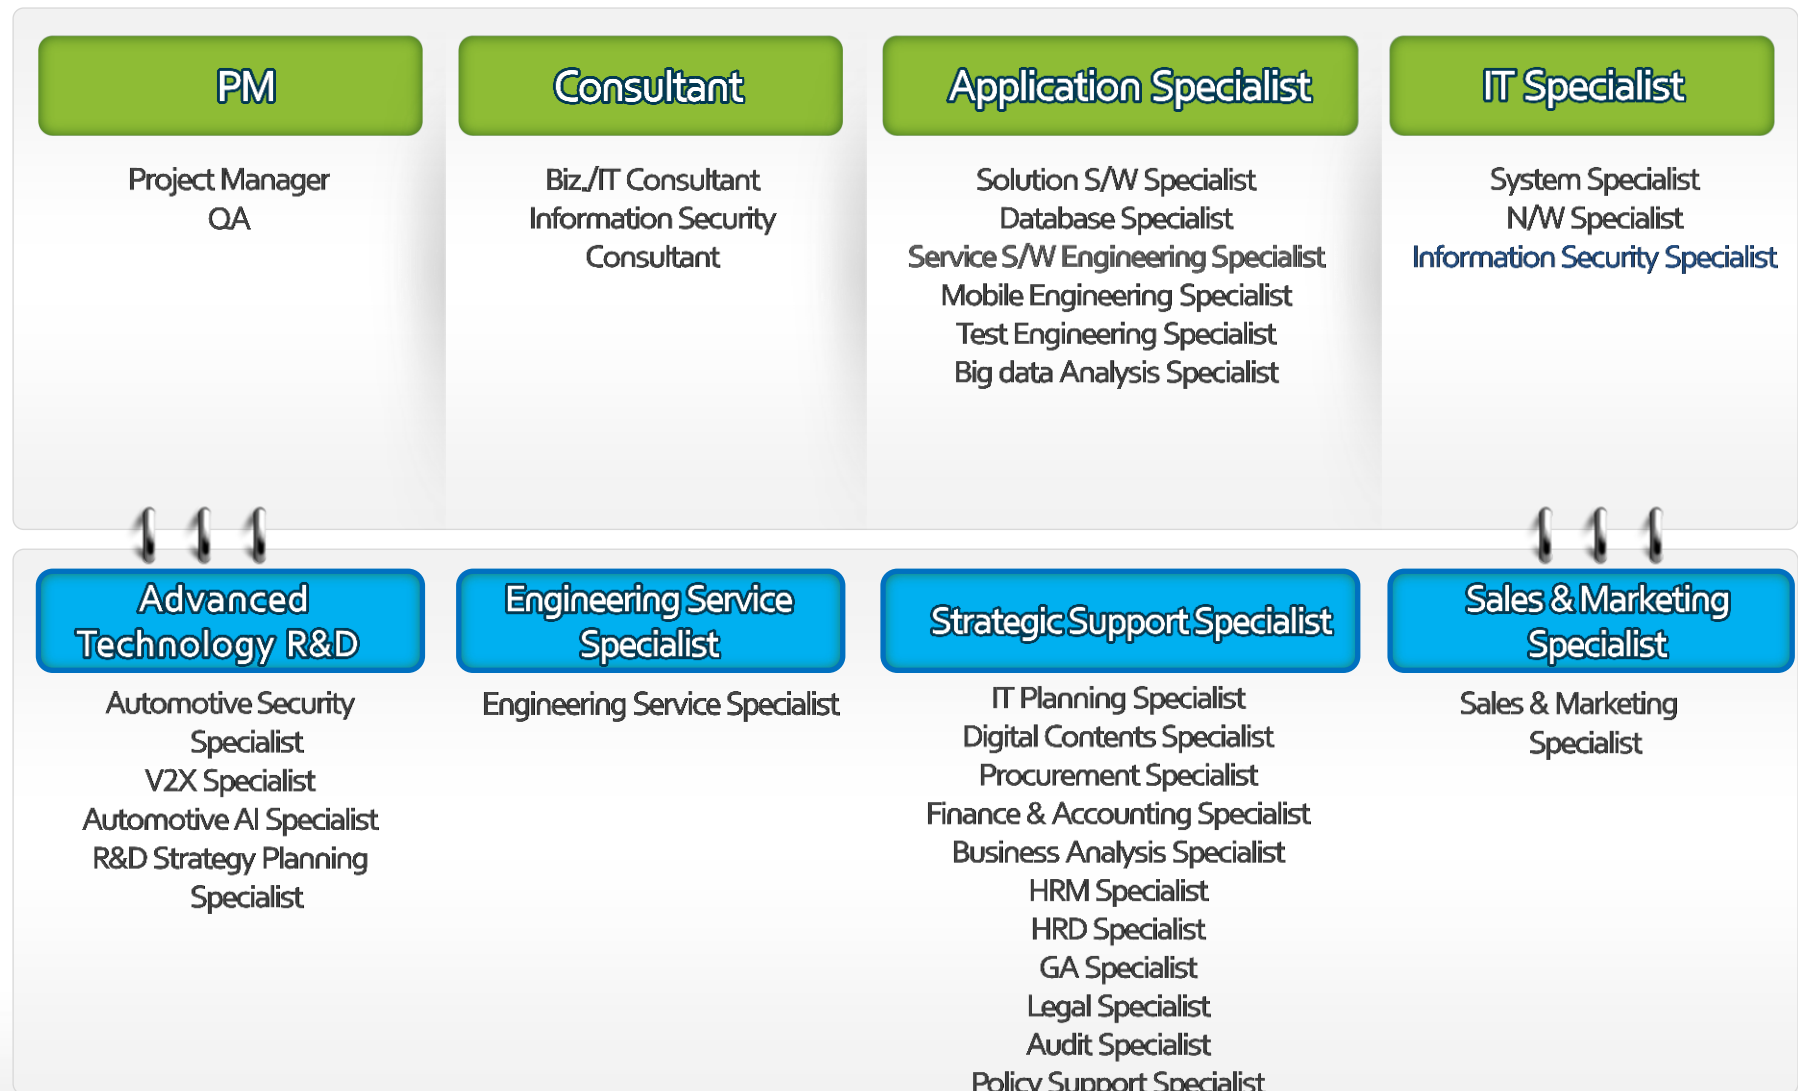 PM
Project Manager
QA
Consultant
Biz./IT Consultant
Information Security
Consultant
Application Specialist
Solution S/W Specialist
Database Specialist
Service S/W Engineering Specialist
Mobile Engineering Specialist
Test Engineering Specialist
Big data Analysis Specialist
IT Specialist
System Specialist
N/W Specialist
Information Security Specialist
Advanced
Technology R&D
Automotive Security
Specialist
V2X Specialist
Automotive AI Specialist
R&D Strategy Planning
Specialist
Engineering Service
Specialist
Engineering Service Specialist
Strategic Support Specialist
IT Planning Specialist
Digital Contents Specialist
Procurement Specialist
Finance & Accounting Specialist
Business Analysis Specialist
HRM Specialist
HRD Specialist
GA Specialist
Legal Specialist
Audit Specialist
Policy Support Specialist
Sales & Marketing
Specialist
Sales & Marketing
Specialist